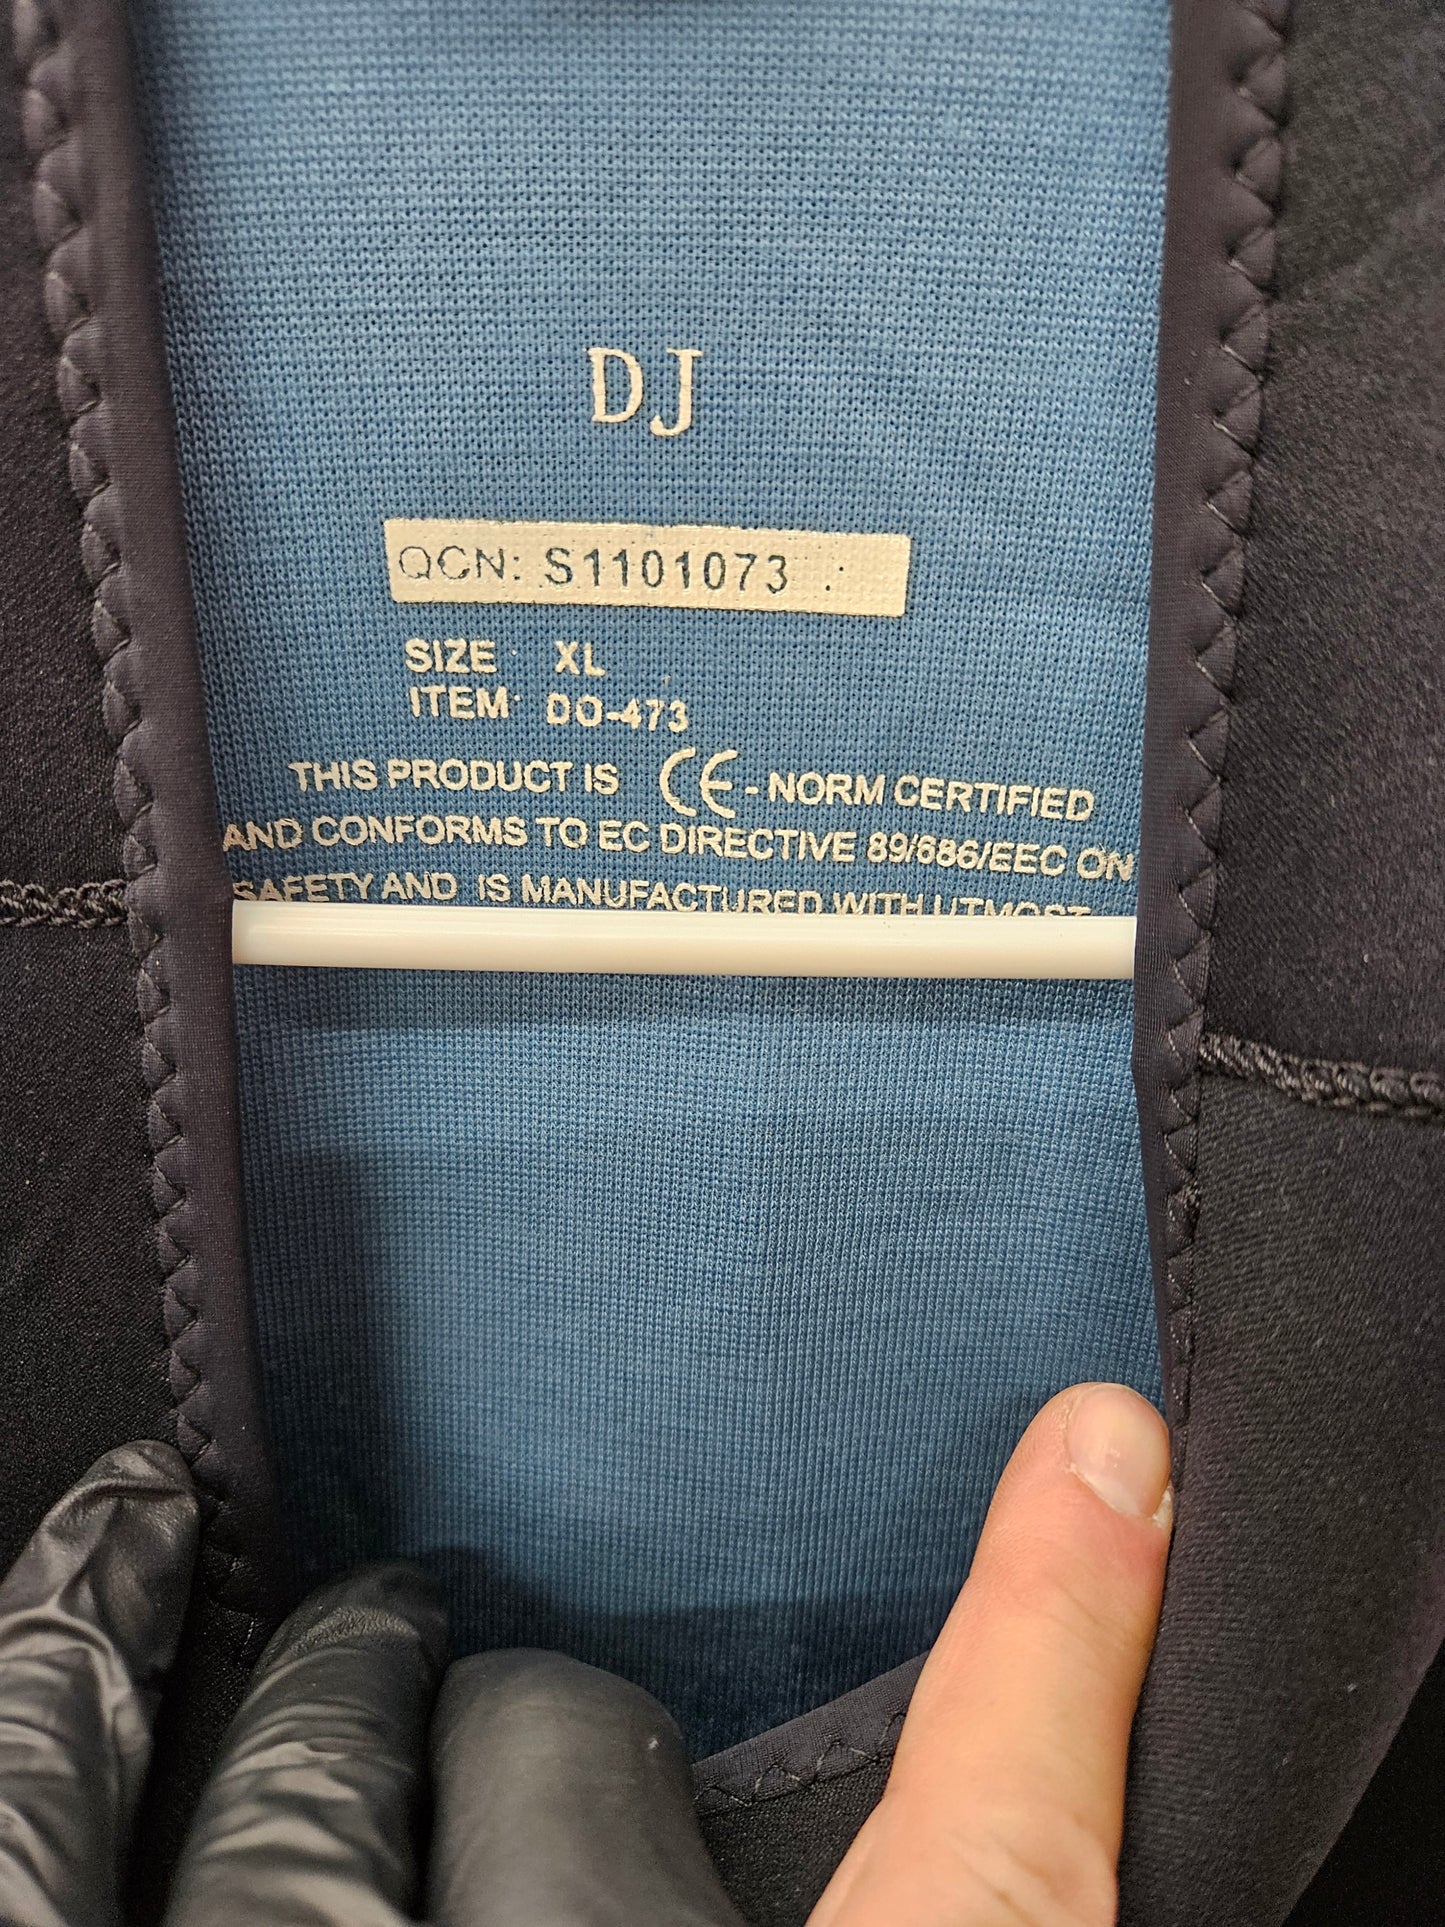 DJ
QCN: S1101073
SIZE : XL
ITEM: DO-473
THIS PRODUCT IS CE - NORM CERTIFIED
AND CONFORMS TO EC DIRECTIVE 89/686/EEC ON
SAFETY AND IS MANUFACTURED WITH UTMOST